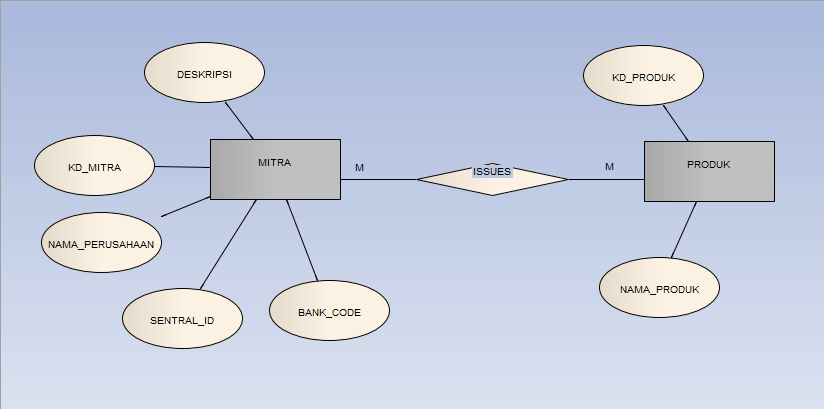 DESKRIPSI
KD_PRODUK
MITRA
M
ISSUES
M
PRODUK
KD_MITRA
NAMA_PERUSAHAAN
SENTRAL_ID
BANK_CODE
NAMA_PRODUK